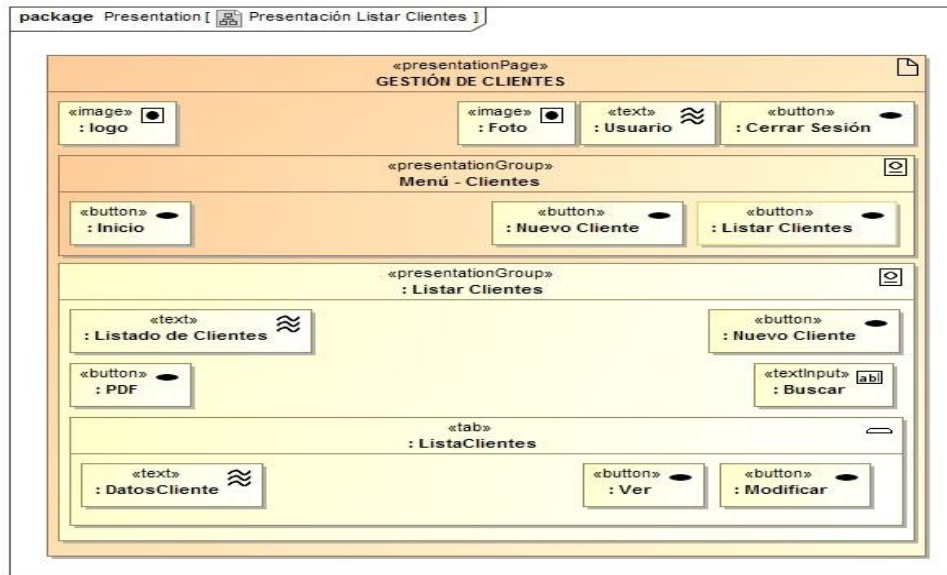 package Presentation [ Presentación Listar Clientes ]
«presentationPage»
GESTIÓN DE CLIENTES
«image»
: logo
«image»
: Foto
«text»
: Usuario
«button»
: Cerrar Sesión
«presentationGroup»
Menú - Clientes
«button»
: Inicio
«button»
: Nuevo Cliente
«button»
: Listar Clientes
«presentationGroup»
: Listar Clientes
«text»
: Listado de Clientes
«button»
: Nuevo Cliente
«button»
: PDF
«textInput»
ab|
: Buscar
«tab»
: ListaClientes
«text»
: DatosCliente
«button»
: Ver
«button»
: Modificar